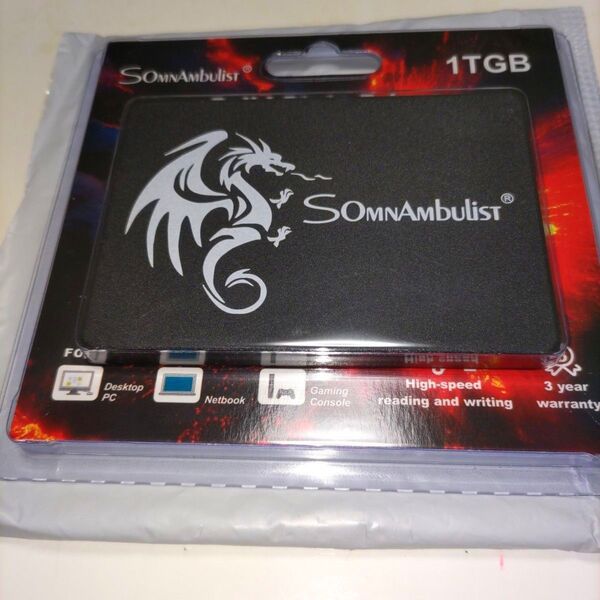 SOmnAmbulist®
1TGB
SOmnAmbulist®
Desktop PC
Netbook
Gaming Console
High-speed
reading and writing
3 year
warranty